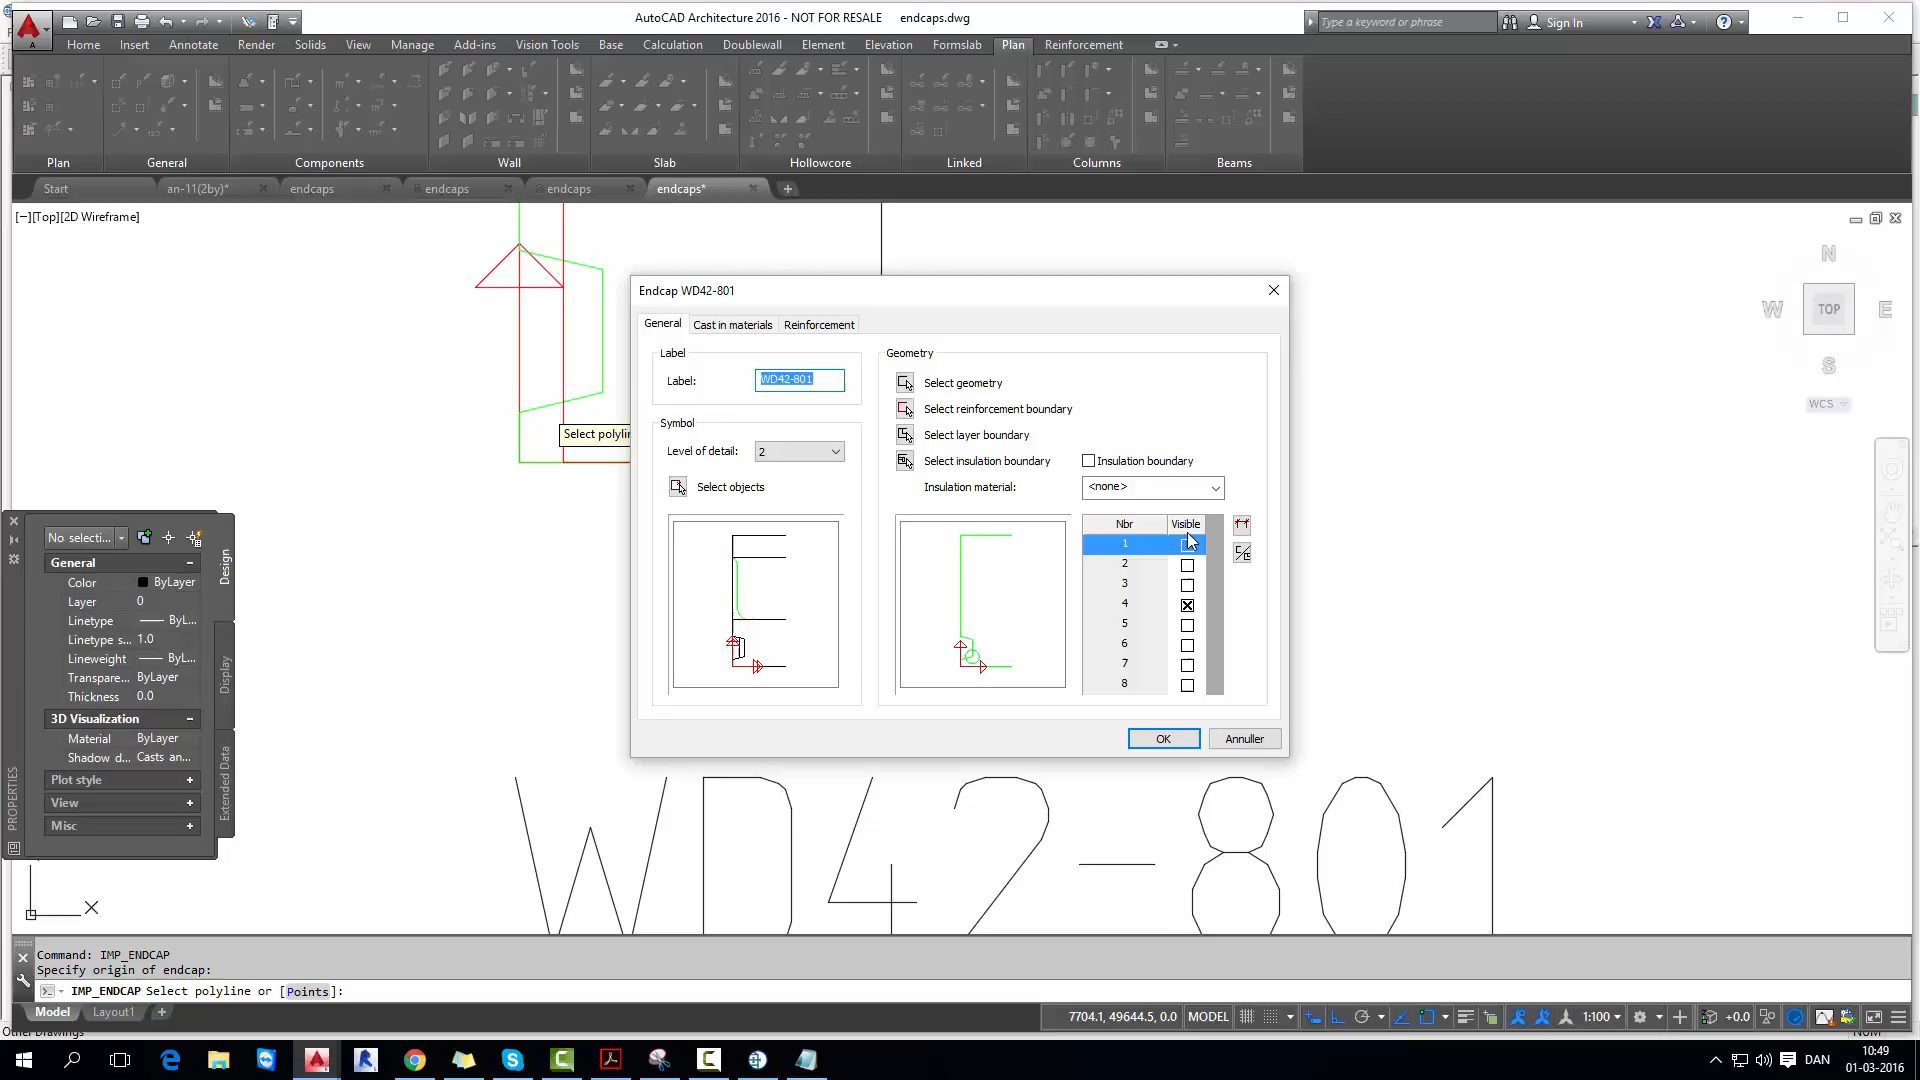 AutoCAD Architecture 2016 - NOT FOR RESALE endcaps.dwg
Type a keyword or phrase
Sign In
Home Insert Annotate Render Solids View Manage Add-ins Vision Tools Base Calculation Doublewall Element Elevation Formslab Plan Reinforcement
Plan General Components Wall Slab Hollowcore Linked Columns Beams
Start an-11(2by)* endcaps endcaps endcaps endcaps*
[−][Top][2D Wireframe]
N
W TOP E
S
WCS
Select polylin
Endcap WD42-801
General Cast in materials Reinforcement
Label
Label: WD42-801
Symbol
Level of detail: 2
Select objects
Geometry
Select geometry
Select reinforcement boundary
Select layer boundary
Select insulation boundary
Insulation boundary
Insulation material: <none>
Nbr Visible
1
2
3
4
5
6
7
8
OK Annuller
No selecti...
General
Color ByLayer
Layer 0
Linetype ByL...
Linetype s... 1.0
Lineweight ByL...
Transpare... ByLayer
Thickness 0.0
3D Visualization
Material ByLayer
Shadow d... Casts an...
Plot style
View
Misc
Design
Display
Extended Data
PROPERTIES
WD42-801
X
Command: IMP_ENDCAP
Specify origin of endcap:
IMP_ENDCAP Select polyline or [Points]:
Model Layout1
7704.1, 49644.5, 0.0 MODEL
1:100
+0.0
DAN
10:49
01-03-2016